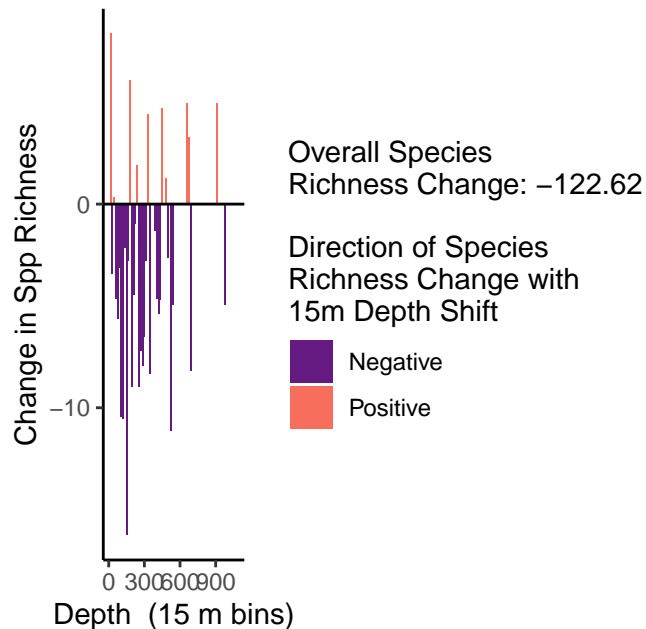 Change in Spp Richness
0
−10
0 300 600 900
Depth  (15 m bins)
Overall Species
Richness Change: −122.62
Direction of Species
Richness Change with
15m Depth Shift
Negative
Positive